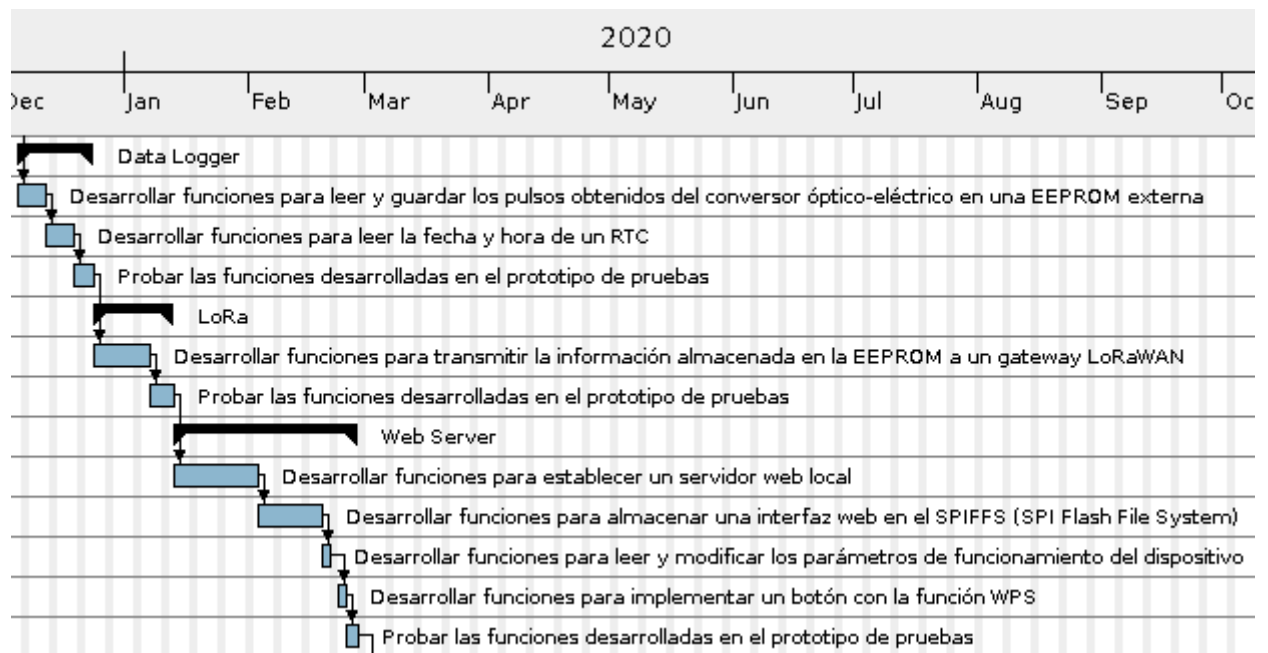 2020
Dec Jan Feb Mar Apr May Jun Jul Aug Sep Oc
Data Logger
Desarrollar funciones para leer y guardar los pulsos obtenidos del conversor óptico-eléctrico en una EEPROM externa
Desarrollar funciones para leer la fecha y hora de un RTC
Probar las funciones desarrolladas en el prototipo de pruebas
LoRa
Desarrollar funciones para transmitir la información almacenada en la EEPROM a un gateway LoRaWAN
Probar las funciones desarrolladas en el prototipo de pruebas
Web Server
Desarrollar funciones para establecer un servidor web local
Desarrollar funciones para almacenar una interfaz web en el SPIFFS (SPI Flash File System)
Desarrollar funciones para leer y modificar los parámetros de funcionamiento del dispositivo
Desarrollar funciones para implementar un botón con la función WPS
Probar las funciones desarrolladas en el prototipo de pruebas